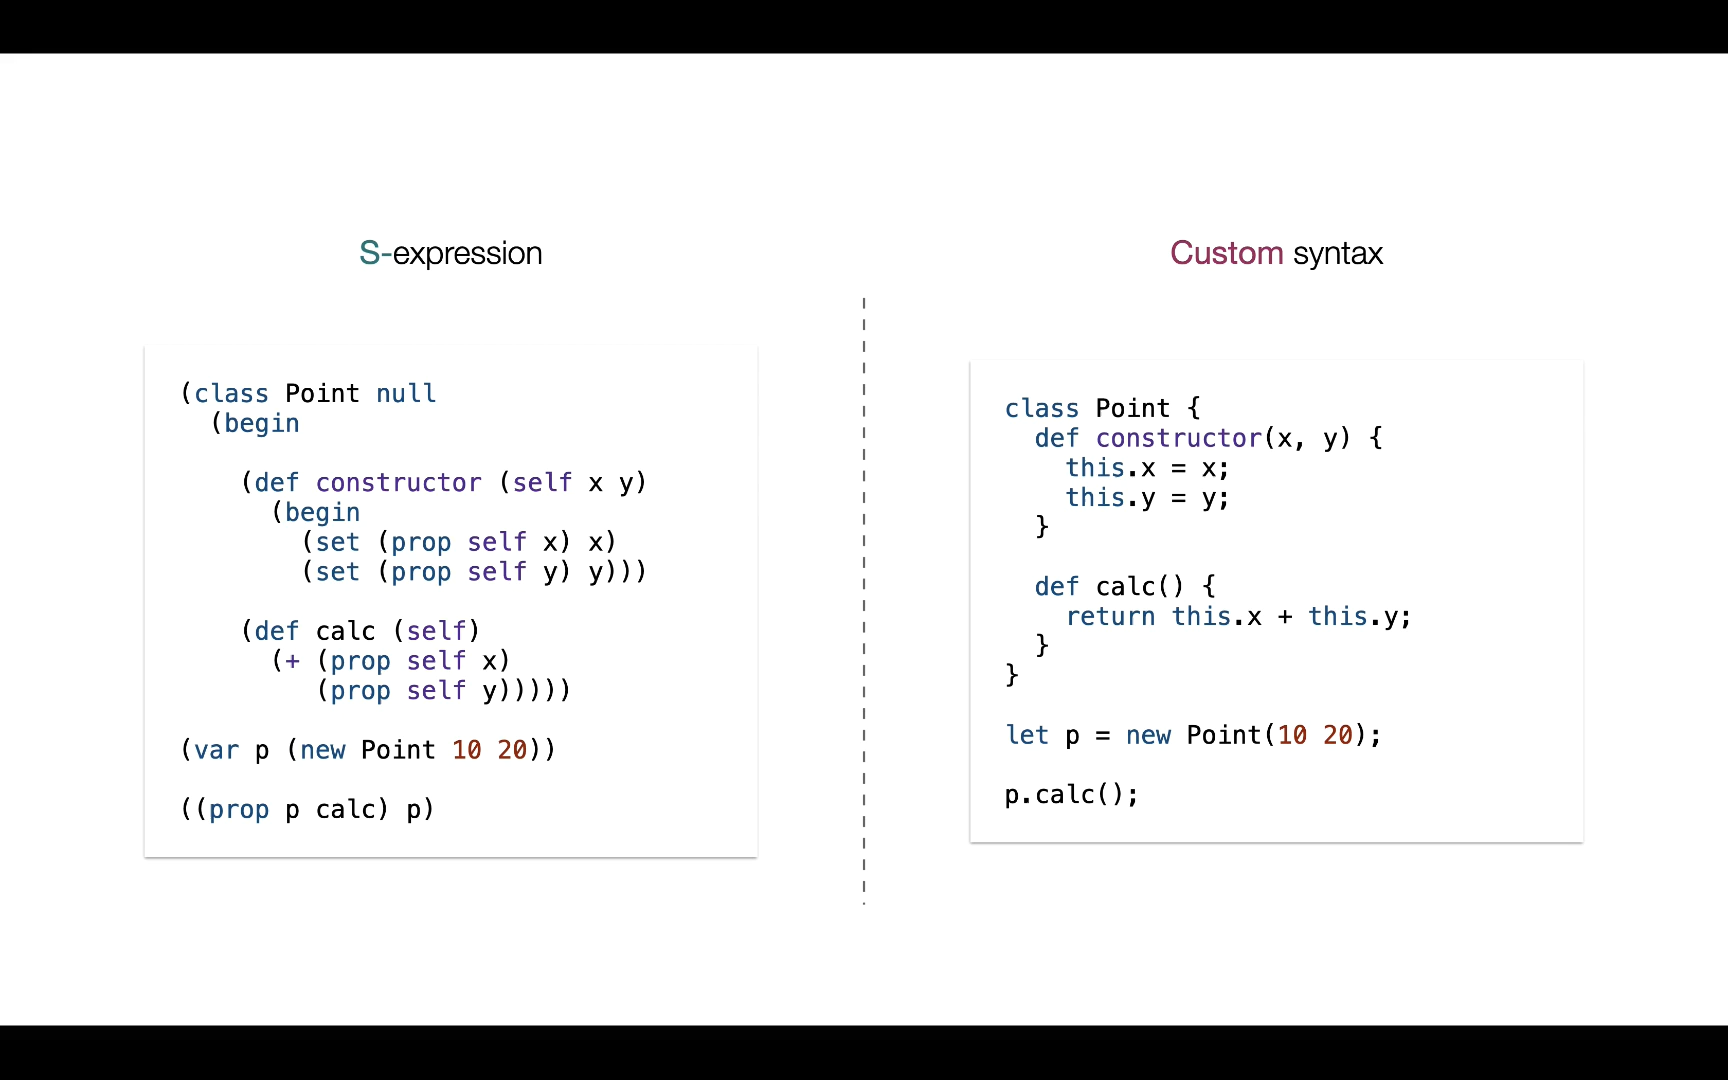 S-expression
(class Point null
(begin
(def constructor (self x y)
(begin
(set (prop self x) x)
(set (prop self y) y)))
(def calc (self)
(+ (prop self x)
(prop self y)))))
(var p (new Point 10 20))
((prop p calc) p)
Custom syntax
class Point {
def constructor(x, y) {
this.x = x;
this.y = y;
}
def calc() {
return this.x + this.y;
}
}
let p = new Point(10 20);
p.calc();